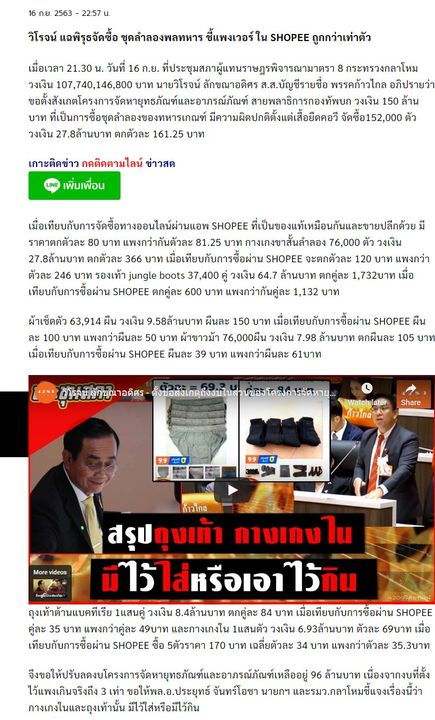 16 ก.ย. 2563 - 22:57 น.
วิโรจน์ แฉพิรุธจัดซื้อ ชุดลำลองพลทหาร ชี้แพงเวอร์ ใน SHOPEE ถูกกว่าเท่าตัว
เมื่อเวลา 21.30 น. วันที่ 16 ก.ย. ที่ประชุมสภาผู้แทนราษฎรพิจารณามาตรา 8 กระทรวงกลาโหม
วงเงิน 107,740,146,800 บาท นายวิโรจน์ ลักขณาอดิศร ส.ส.บัญชีรายชื่อ พรรคก้าวไกล อภิปรายว่า
ขอตั้งสังเกตโครงการจัดหายุทธภัณฑ์และอาภรณ์ภัณฑ์ สายพลาธิการกองทัพบก วงเงิน 150 ล้าน
บาท ที่เป็นการซื้อชุดลำลองของทหารเกณฑ์ มีความผิดปกติตั้งแต่เสื้อยืดคอวี จัดซื้อ152,000 ตัว
วงเงิน 27.8ล้านบาท ตกตัวละ 161.25 บาท
เกาะติดข่าว กดติดตามไลน์ ข่าวสด
LINE เพิ่มเพื่อน
เมื่อเทียบกับการจัดซื้อทางออนไลน์ผ่านแอพ SHOPEE ที่เป็นของแท้เหมือนกันและขายปลีกด้วย มี
ราคาตกตัวละ 80 บาท แพงกว่ากันตัวละ 81.25 บาท กางเกงขาสั้นลำลอง 76,000 ตัว วงเงิน
27.8ล้านบาท ตกตัวละ 366 บาท เมื่อเทียบกับการซื้อผ่าน SHOPEE จะตกตัวละ 120 บาท แพงกว่า
ตัวละ 246 บาท รองเท้า jungle boots 37,400 คู่ วงเงิน 64.7 ล้านบาท ตกคู่ละ 1,732บาท เมื่อ
เทียบกับการซื้อผ่าน SHOPEE ตกคู่ละ 600 บาท แพงกว่ากันคู่ละ 1,132 บาท
ผ้าเช็ดตัว 63,914 ผืน วงเงิน 9.58ล้านบาท ผืนละ 150 บาท เมื่อเทียบกับการซื้อผ่าน SHOPEE ผืน
ละ 100 บาท แพงกว่าผืนละ 50 บาท ผ้าขาวม้า 76,000ผืน วงเงิน 7.98 ล้านบาท ตกผืนละ 105 บาท
เมื่อเทียบกับการซื้อผ่าน SHOPEE ผืนละ 39 บาท แพงกว่าผืนละ 61บาท
วิโรจน์ ลักขณาอดิศร - ตั้งข้อสังเกตถึงงบในส่วนของโครงการจัดหายุ...
Watch later
Share
ก้าวไกล
9.9
9.9
สรุปถุงเท้า กางเกงใน
มีไว้ใส่หรือเอาไว้กิน
More videos
ถุงเท้าต้านแบคทีเรีย 1แสนคู่ วงเงิน 8.4ล้านบาท ตกคู่ละ 84 บาท เมื่อเทียบกับการซื้อผ่าน SHOPEE
คู่ละ 35 บาท แพงกว่าคู่ละ 49บาท และกางเกงใน 1แสนตัว วงเงิน 6.93ล้านบาท ตัวละ 69บาท เมื่อ
เทียบกับการซื้อผ่าน SHOPEE ซื้อ 5ตัวราคา 170 บาท เฉลี่ยตัวละ 34 บาท แพงกว่าตัวละ 35.3บาท
จึงขอให้ปรับลดงบโครงการจัดหายุทธภัณฑ์และอาภรณ์ภัณฑ์เหลืออยู่ 96 ล้านบาท เนื่องจากงบที่ตั้ง
ไว้แพงเกินจริงถึง 3 เท่า ขอให้พล.อ.ประยุทธ์ จันทร์โอชา นายกฯ และรมว.กลาโหมชี้แจงเรื่องนี้ว่า
กางเกงในและถุงเท้านั้น มีไว้ใส่หรือมีไว้กิน